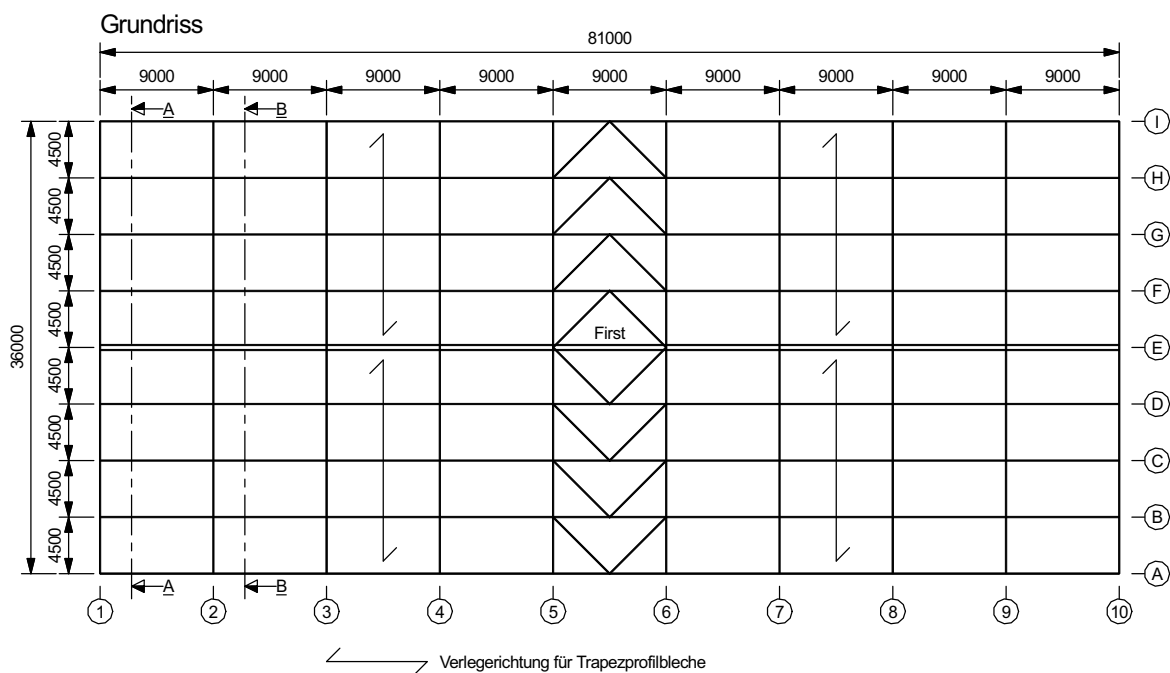 Grundriss
81000
9000 9000 9000 9000 9000 9000 9000 9000 9000
A B
I
4500
H
4500
G
4500
F
4500
First
36000
E
4500
D
4500
C
4500
B
4500
A
A B
1 2 3 4 5 6 7 8 9 10
Verlegerichtung für Trapezprofilbleche